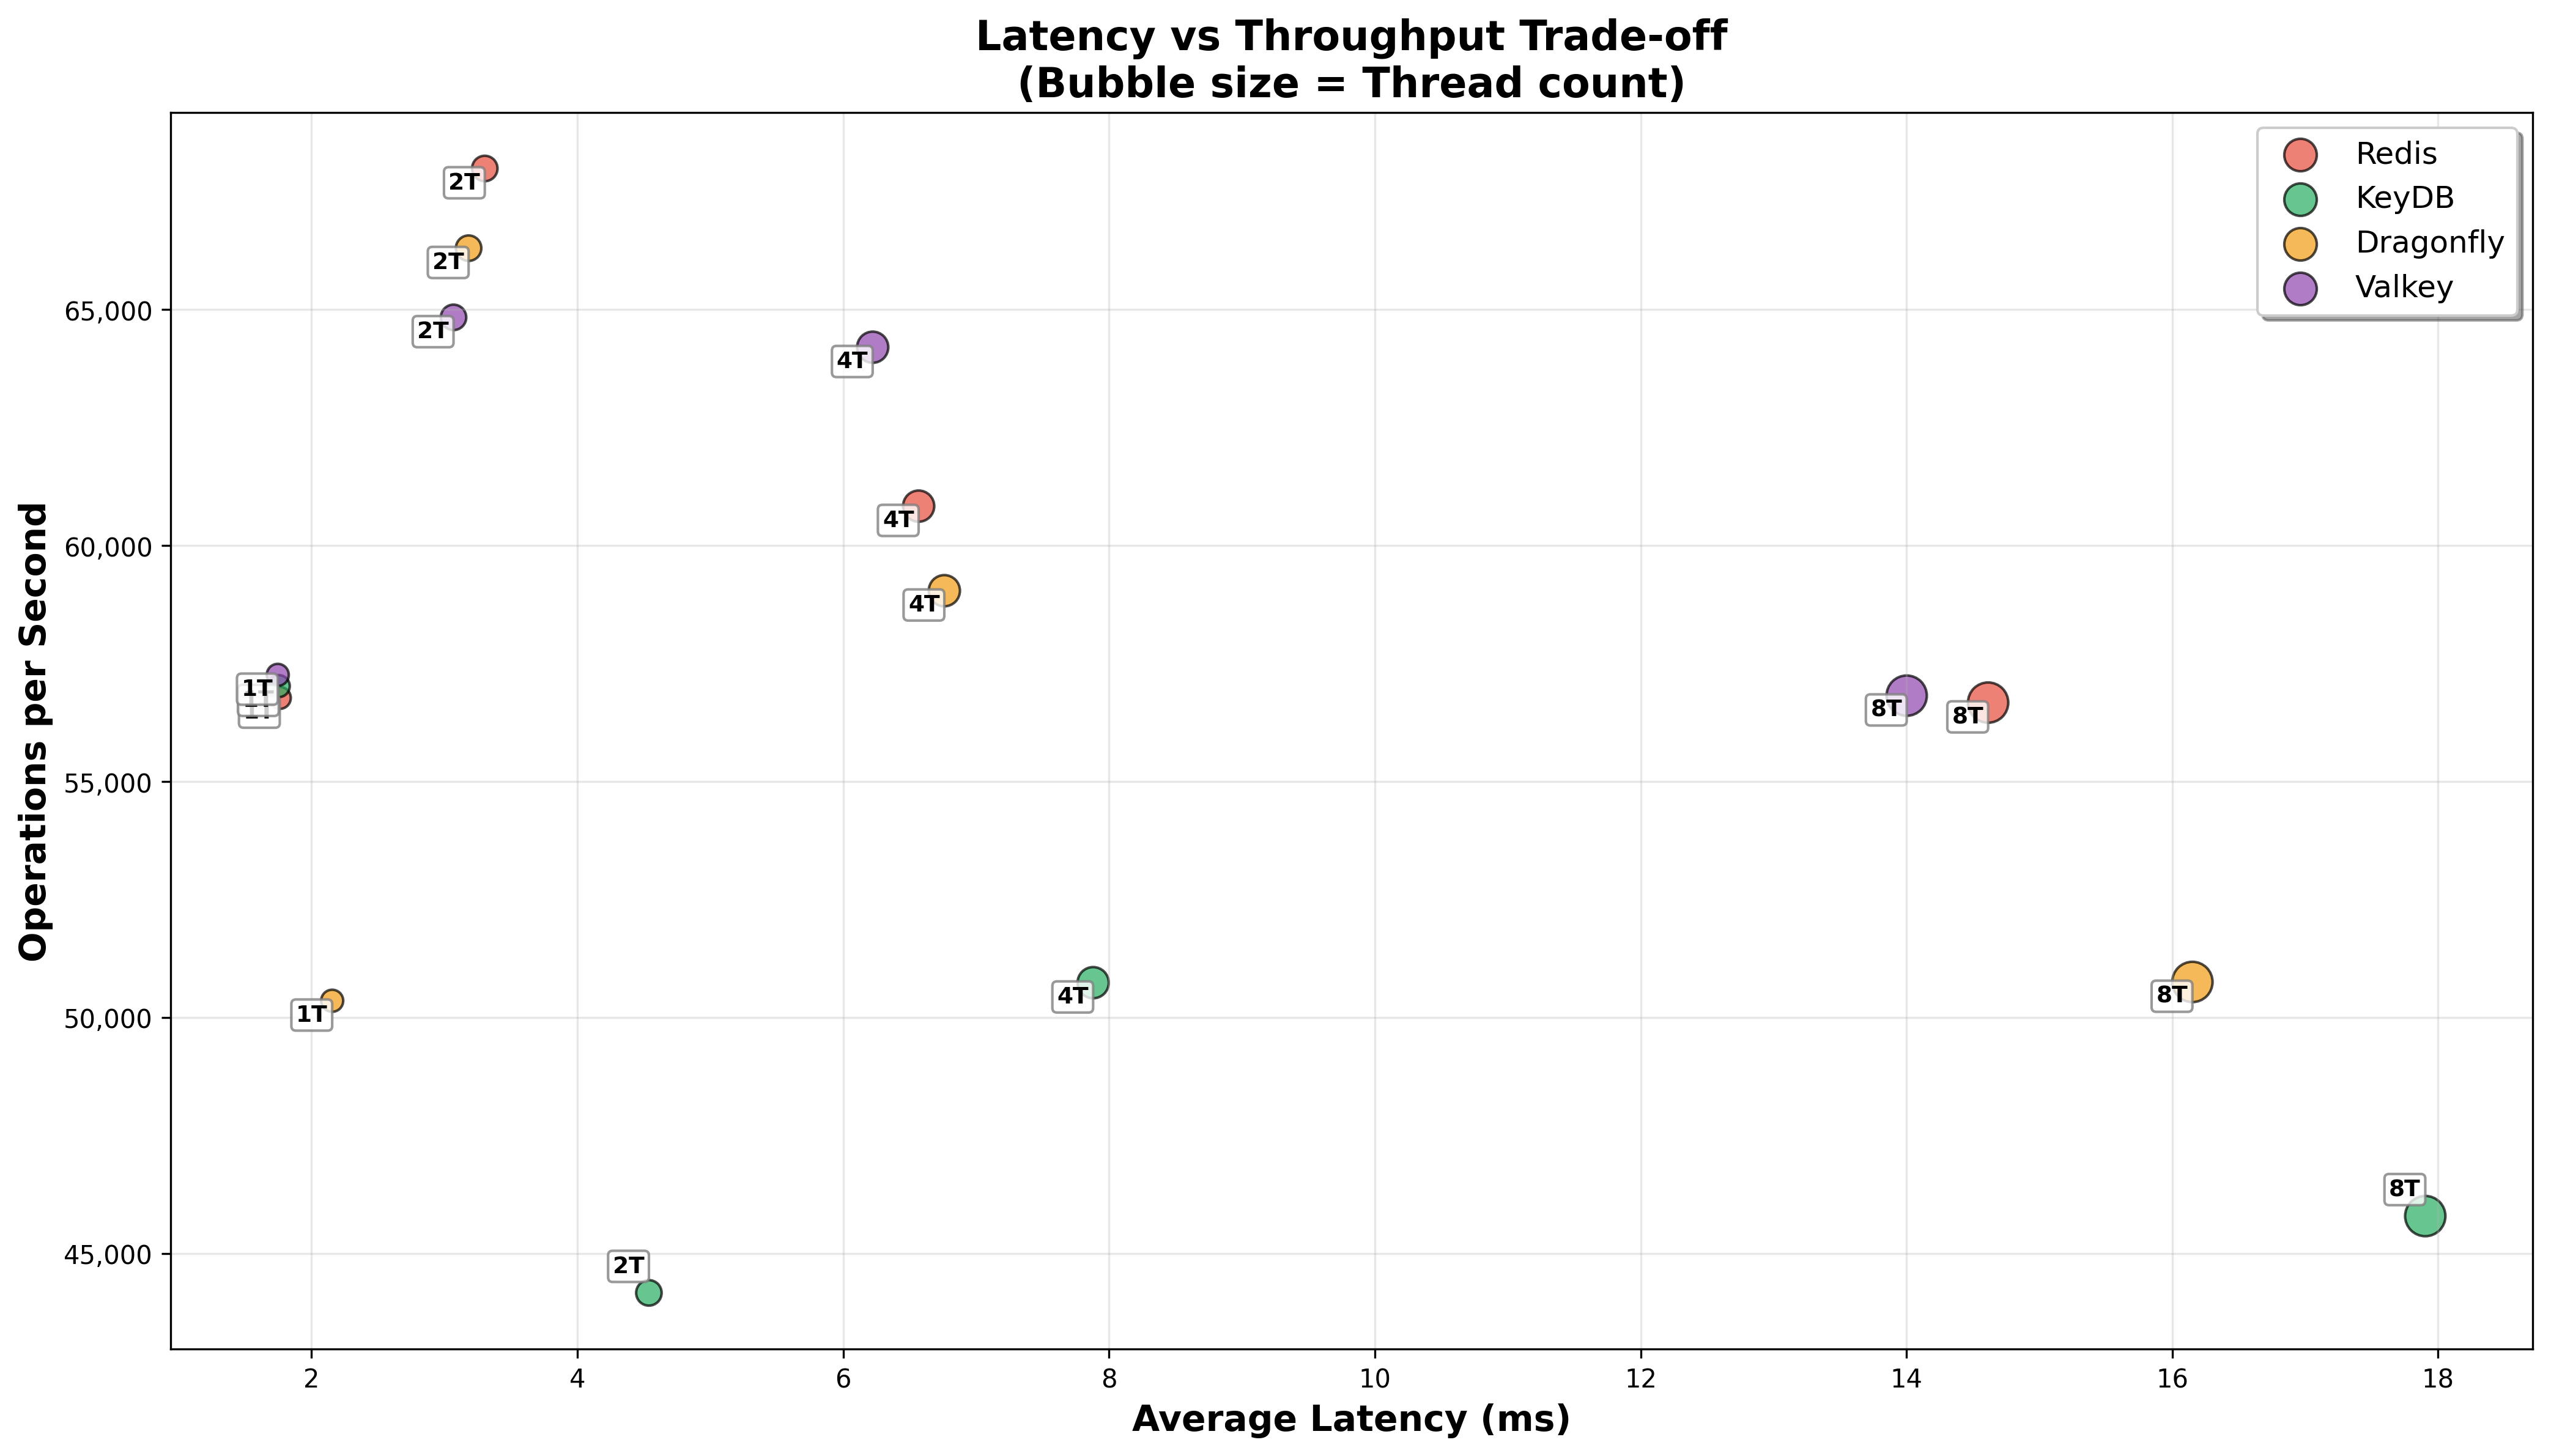 Latency vs Throughput Trade-off
(Bubble size = Thread count)
Redis
KeyDB
Dragonfly
Valkey
Operations per Second
65,000
60,000
55,000
50,000
45,000
2T
2T
2T
4T
4T
4T
1T
8T
8T
4T
8T
1T
8T
2T
2
4
6
8
10
12
14
16
18
Average Latency (ms)